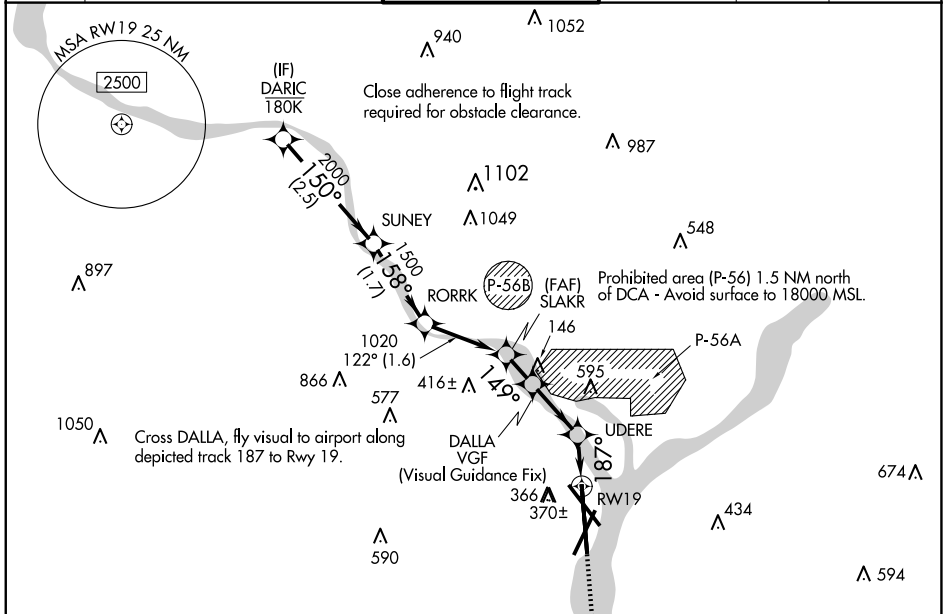 1052
940
MSA RW19 25 NM
2500
(IF)
DARIC
180K
Close adherence to flight track
required for obstacle clearance.
987
2000
150°
(2.5)
1102
1049
SUNEY
548
897
1500
158°
(1.7)
P-56B
(FAF)
SLAKR
Prohibited area (P-56) 1.5 NM north
of DCA - Avoid surface to 18000 MSL.
RORRK
146
P-56A
1020
122° (1.6)
866
416±
149°
595
577
1050
Cross DALLA, fly visual to airport along
depicted track 187 to Rwy 19.
UDERE
DALLA
VGF
(Visual Guidance Fix)
187°
674
366
370±
RW19
434
590
594